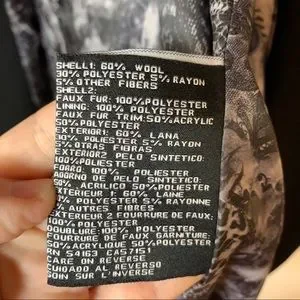 SHELL1: 60% WOOL
30% POLYESTER 5% RAYON
5% OTHER FIBERS
SHELL2:
FAUX FUR: 100%POLYESTER
LINING: 100% POLYESTER
FAUX FUR TRIM:50%ACRYLIC
50%POLYESTER
EXTERIOR1: 60% LANA
30% POLIESTER 5% RAYON
5% OTRAS FIBRAS
EXTERIOR2 PELO SINTETICO:
100%POLIESTER
FORRO: 100%POLIESTER
ADORNO DE PELO SINTETICO:
50% ACRILICO 50%POLIESTER
EXTERIEUR 1: 60% LAINE
30% POLYESTER 5% RAYONNE
5% AUTRES FIBRES
EXTERIEUR 2 FOURRURE DE FAUX:
100%POLYESTER
DOUBLURE: 100%POLYESTER
FOURRURE DE FAUX GARNITURE:
50%ACRYLIQUE 50%POLYESTER
RN 54163 CA57151
CARE ON REVERSE
CUIDADO AL REVERSO
SOIN SUR L'INVERSE